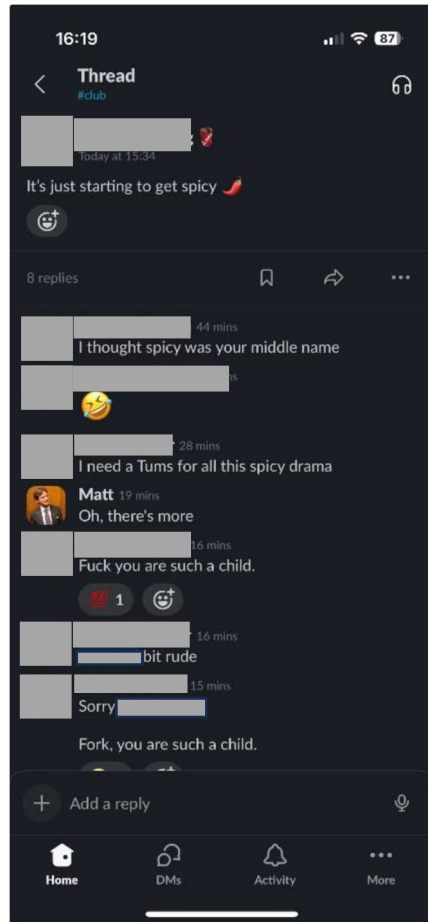 16:19
87
Thread
#club
Today at 15:34
It's just starting to get spicy 🌶️
8 replies
44 mins
I thought spicy was your middle name
🤣
28 mins
I need a Tums for all this spicy drama
Matt 19 mins
Oh, there's more
16 mins
Fuck you are such a child.
💯 1
16 mins
bit rude
15 mins
Sorry
Fork, you are such a child.
Add a reply
Home
DMs
Activity
More